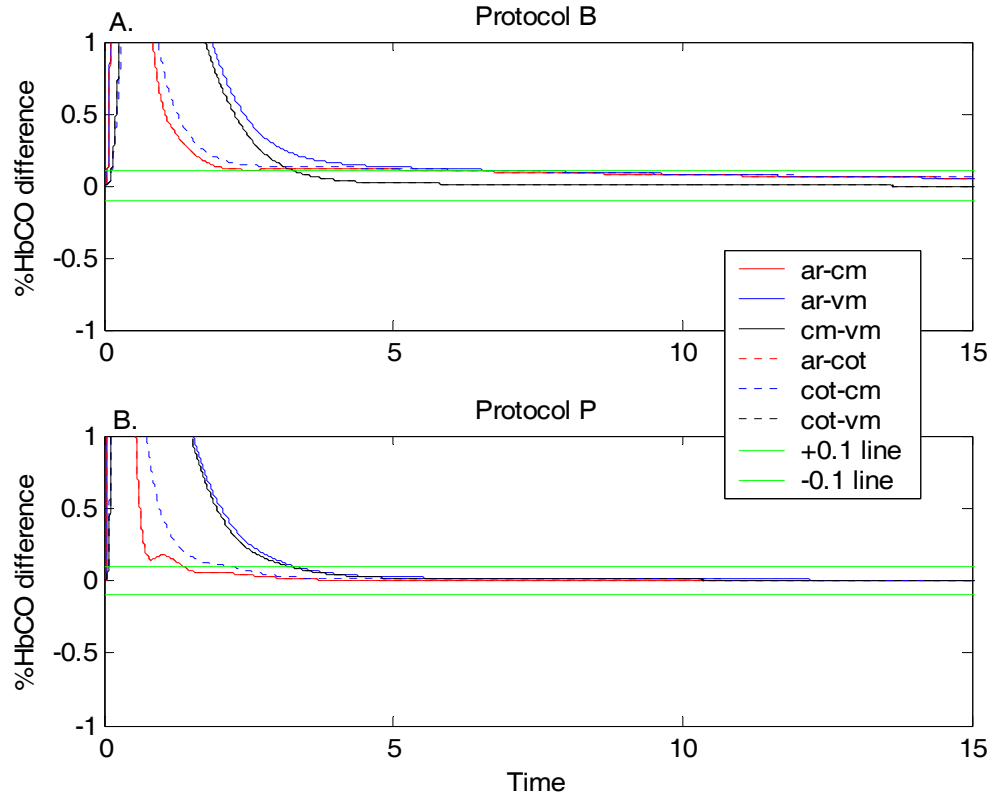 Protocol B
A.
1
0.5
0
-0.5
-1
%HbCO difference
0
5
10
15
ar-cm
ar-vm
cm-vm
ar-cot
cot-cm
cot-vm
+0.1 line
-0.1 line
Protocol P
B.
1
0.5
0
-0.5
-1
%HbCO difference
0
5
10
15
Time